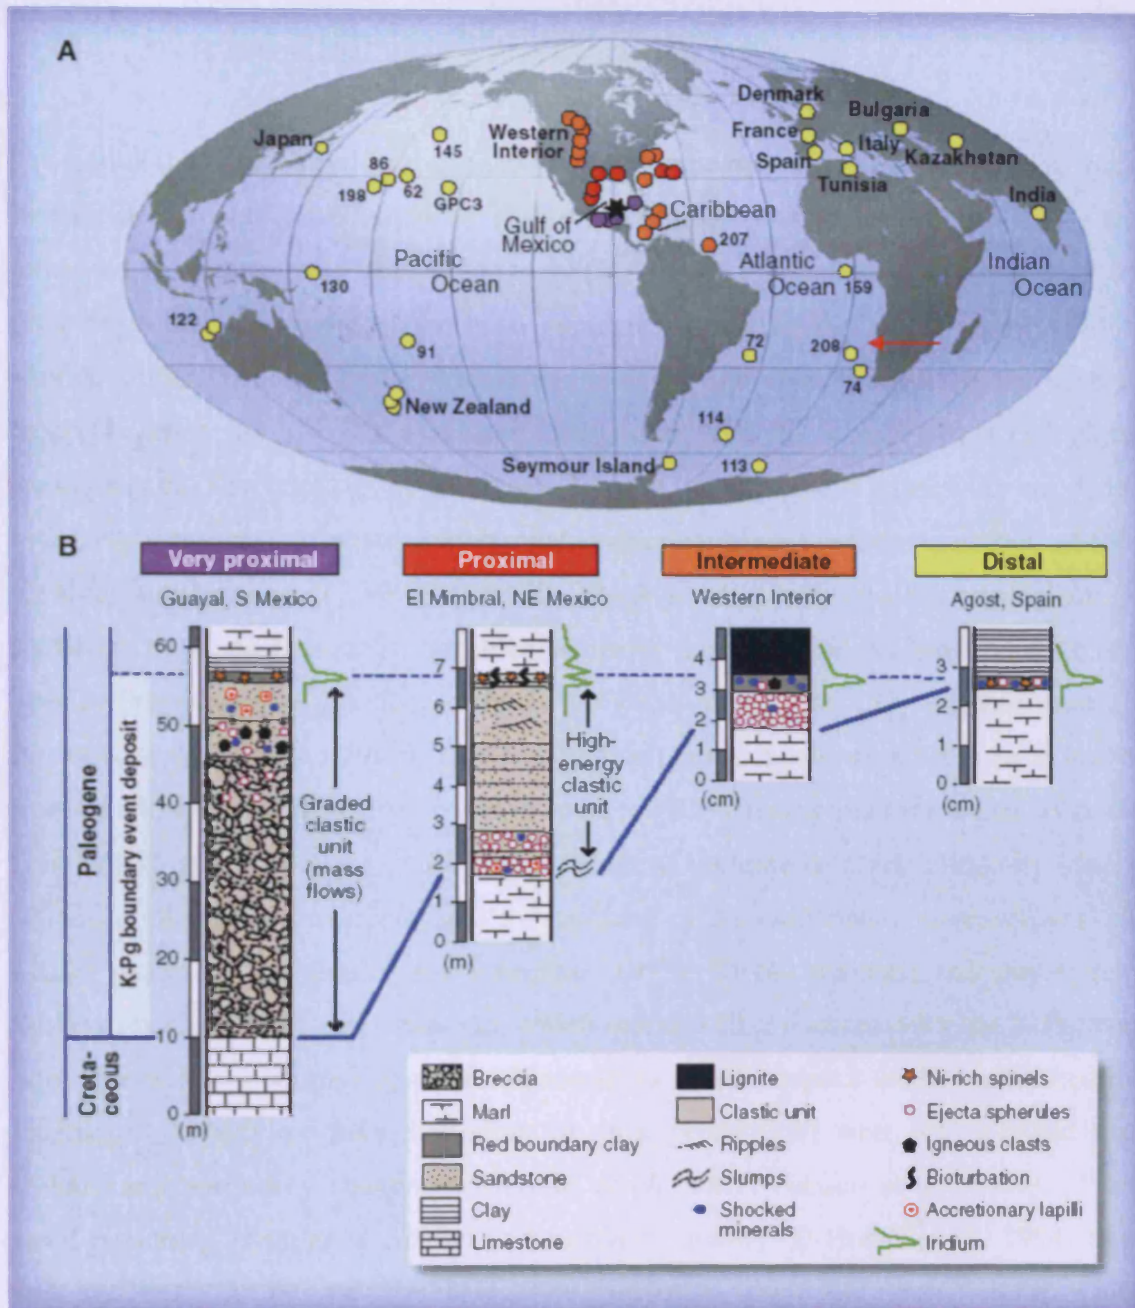 A
Denmark
Bulgaria
Japan
145
Western
Interior
France
Italy
Kazakhstan
Spain
Tunisia
86
198
62
GPC3
India
Gulf of
Mexico
Caribbean
207
Pacific
Ocean
Atlantic
Ocean
159
Indian
Ocean
130
122
91
72
208
74
New Zealand
114
Seymour Island
113
B
Very proximal
Proximal
Intermediate
Distal
Guayal, S Mexico
El Mimbral, NE Mexico
Western Interior
Agost, Spain
Paleogene
Creta-
ceous
K-Pg boundary event deposit
60
50
40
30
20
10
0
(m)
Graded
clastic
unit
(mass
flows)
7
6
5
4
3
2
1
0
(m)
High-
energy
clastic
unit
4
3
2
1
0
(cm)
3
2
1
0
(cm)
Breccia
Marl
Red boundary clay
Sandstone
Clay
Limestone
Lignite
Clastic unit
Ripples
Slumps
Shocked
minerals
Ni-rich spinels
Ejecta spherules
Igneous clasts
Bioturbation
Accretionary lapilli
Iridium